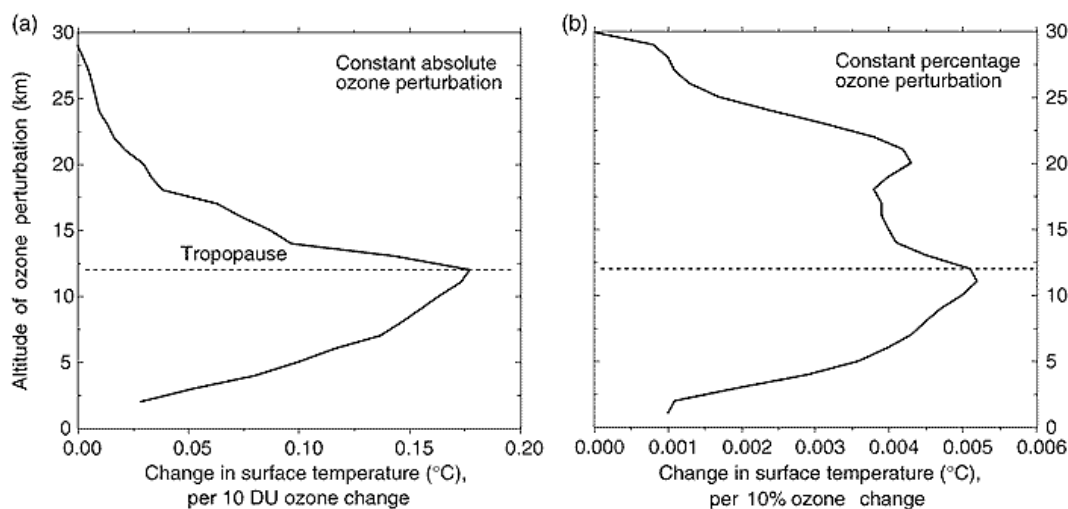 (a)
30
25
20
15
10
5
0
Altitude of ozone perturbation (km)
Constant absolute
ozone perturbation
Tropopause
0.00 0.05 0.10 0.15 0.20
Change in surface temperature (°C),
per 10 DU ozone change
(b)
Constant percentage
ozone perturbation
30
25
20
15
10
5
0
0.000 0.001 0.002 0.003 0.004 0.005 0.006
Change in surface temperature (°C),
per 10% ozone change